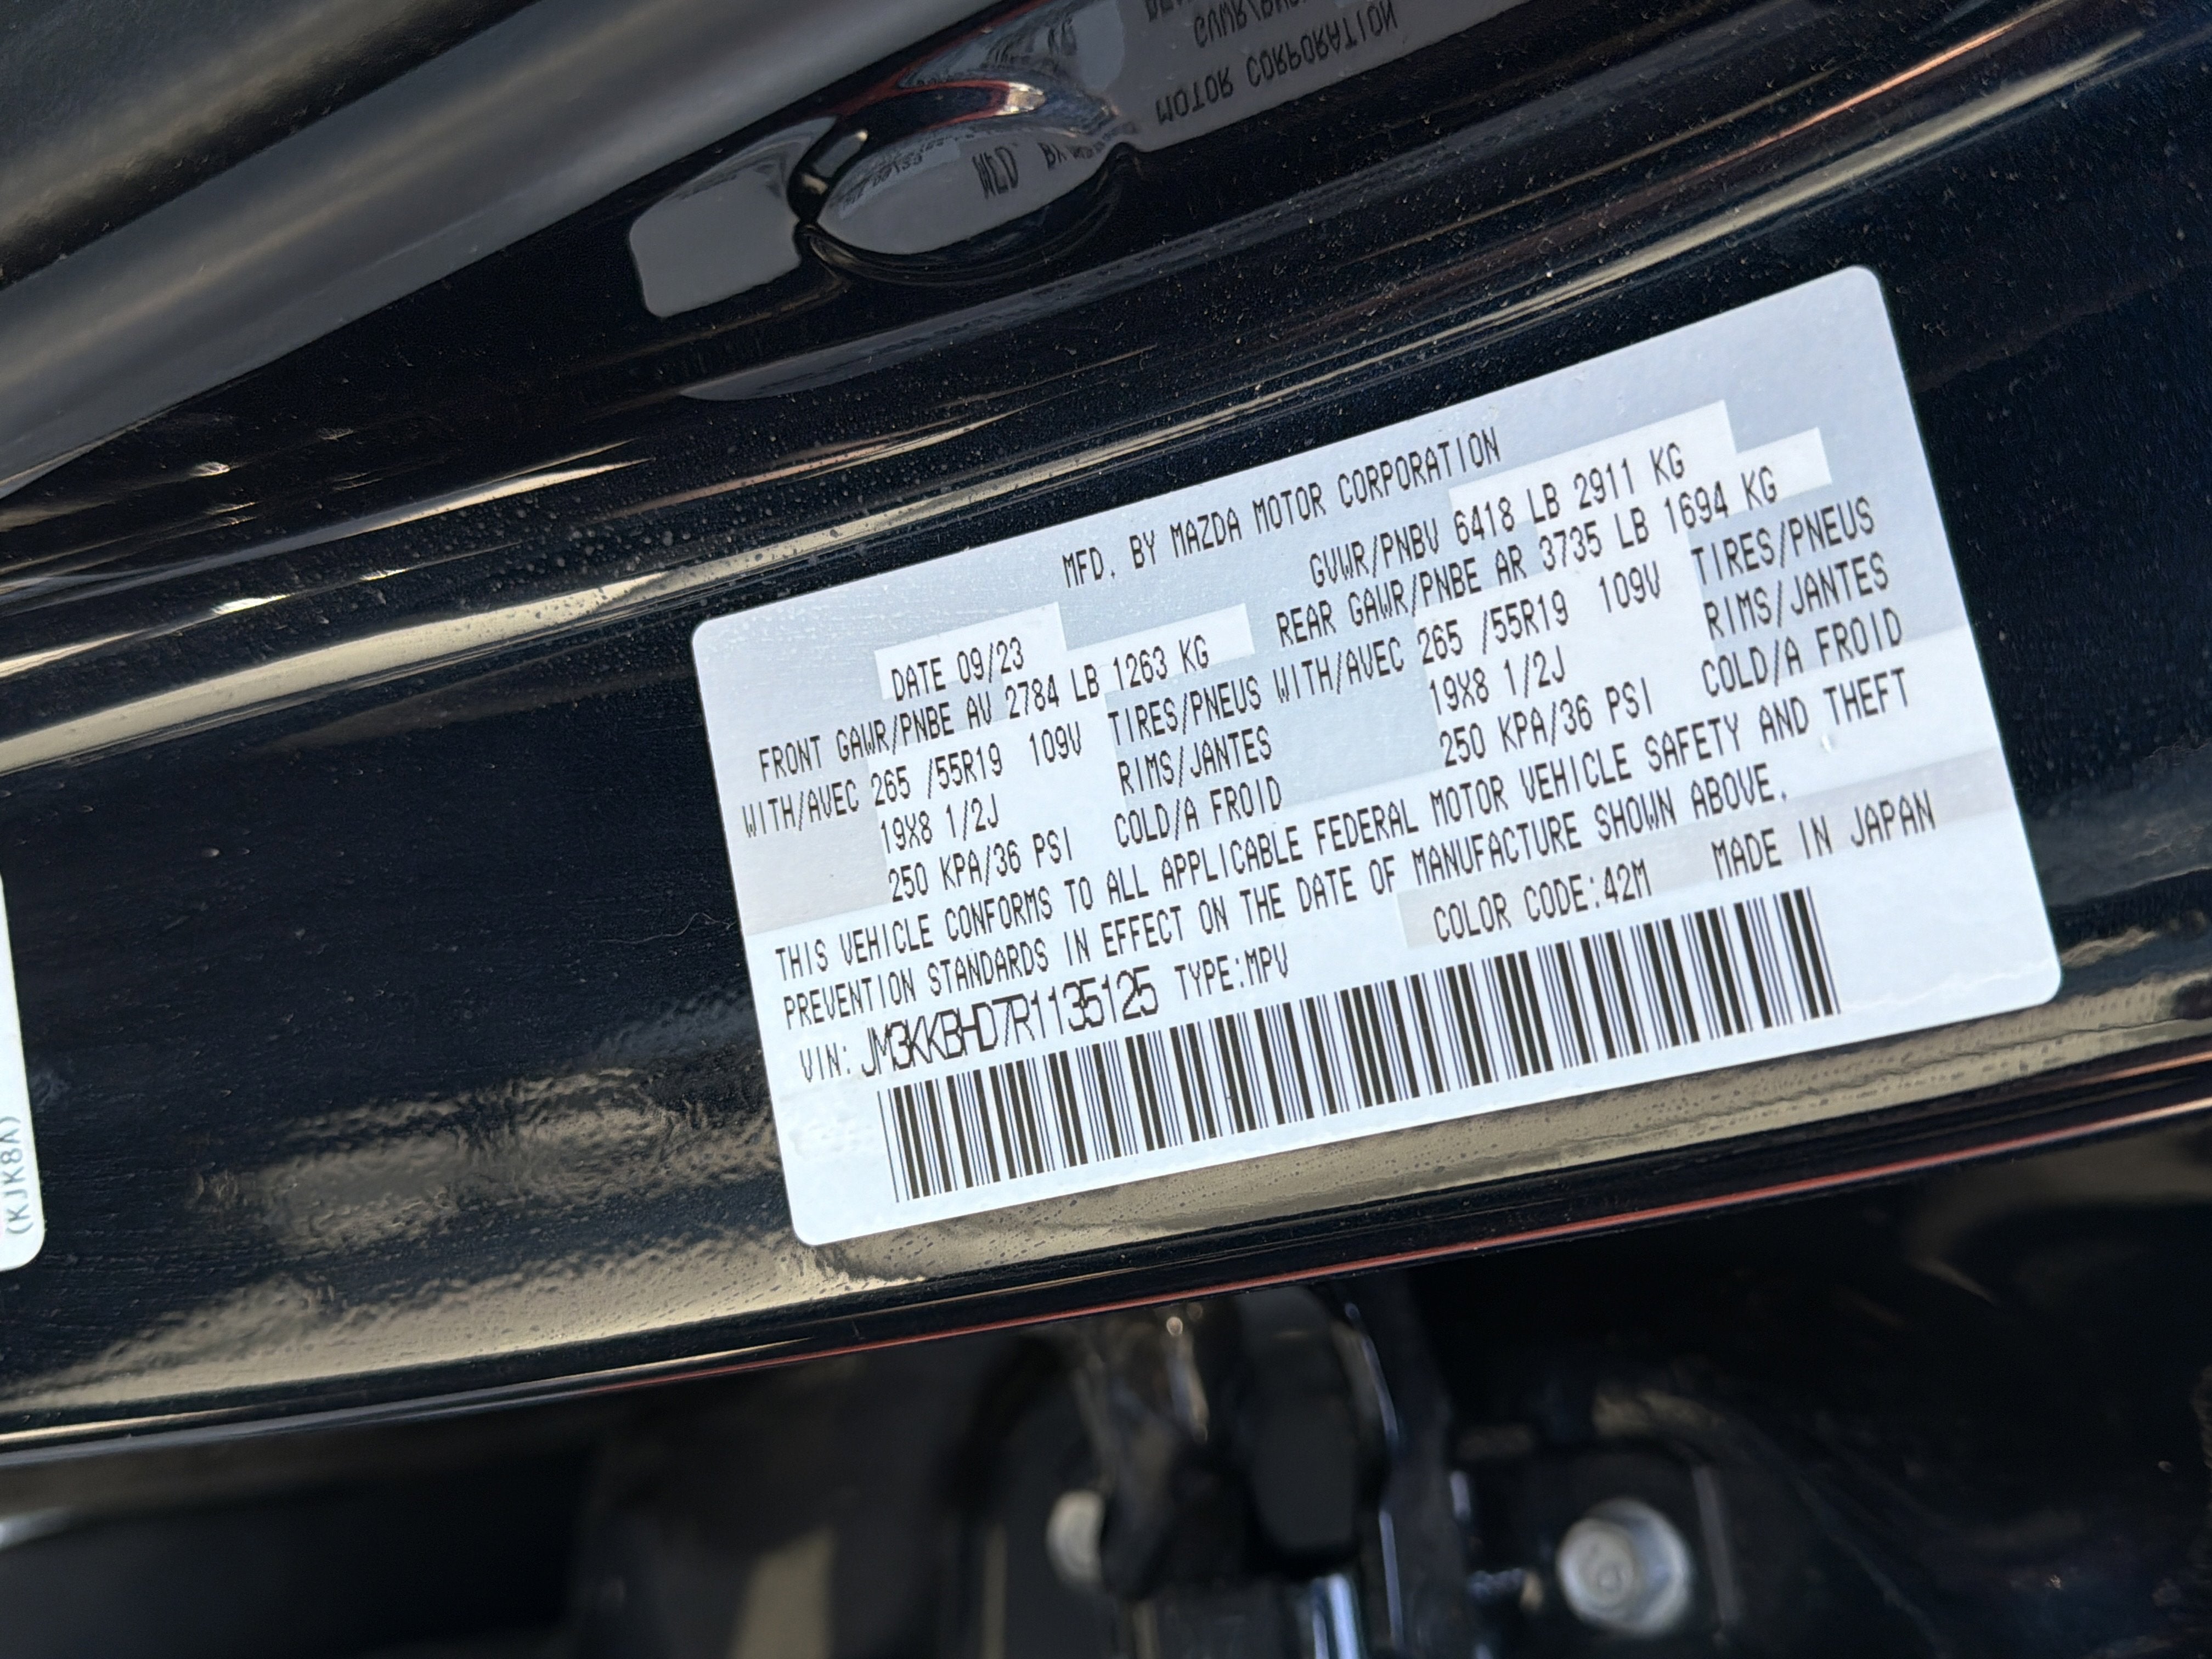 MOTOR CORPORATION
MFD. BY
MFD. BY MAZDA MOTOR CORPORATION
DATE 09/23 GVWR/PNBV 6418 LB 2911 KG
FRONT GAWR/PNBE AV 2784 LB 1263 KG REAR GAWR/PNBE AR 3735 LB 1694 KG
WITH/AVEC 265 /55R19 109V TIRES/PNEUS WITH/AVEC 265 /55R19 109V TIRES/PNEUS
19X8 1/2J RIMS/JANTES 19X8 1/2J RIMS/JANTES
250 KPA/36 PSI COLD/A FROID 250 KPA/36 PSI COLD/A FROID
THIS VEHICLE CONFORMS TO ALL APPLICABLE FEDERAL MOTOR VEHICLE SAFETY AND THEFT
PREVENTION STANDARDS IN EFFECT ON THE DATE OF MANUFACTURE SHOWN ABOVE.
VIN: JM3KKBHD7R1135125 TYPE:MPV COLOR CODE:42M MADE IN JAPAN
(KJK8A)